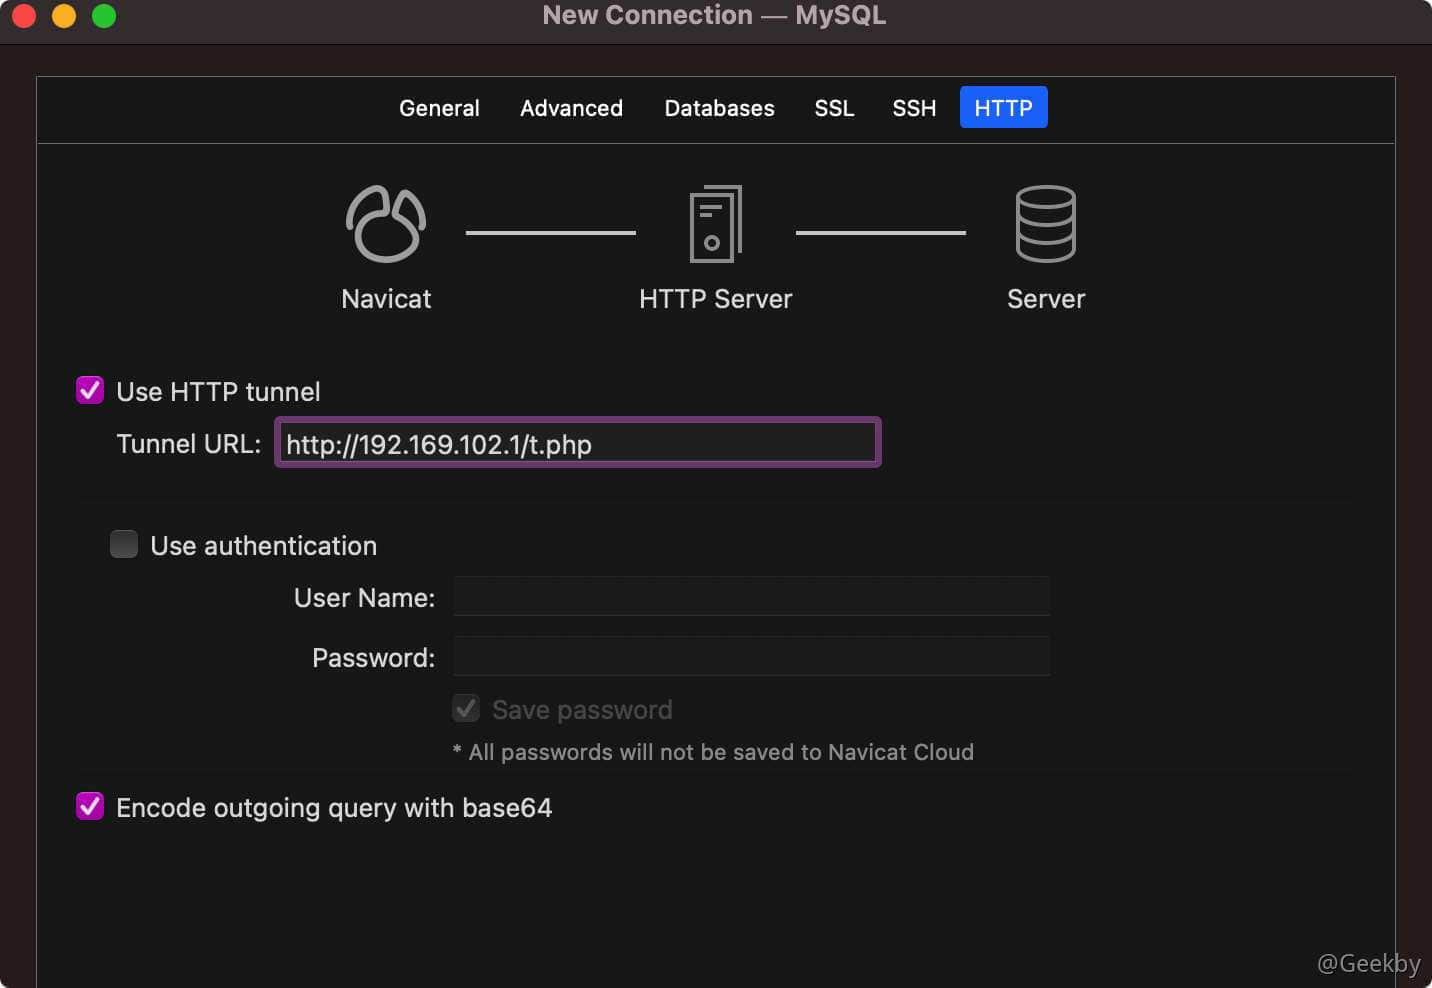 New Connection — MySQL
General Advanced Databases SSL SSH HTTP
Navicat HTTP Server Server
Use HTTP tunnel
Tunnel URL: http://192.169.102.1/t.php
Use authentication
User Name:
Password:
Save password
* All passwords will not be saved to Navicat Cloud
Encode outgoing query with base64
@Geekby